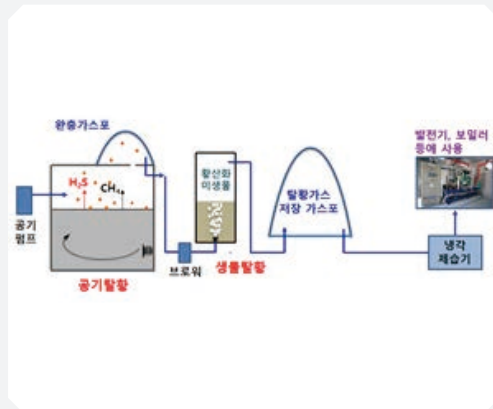 완충가스포
H₂S
CH₄
공기
펌프
공기탈황
브로워
황산화
미생물
생물탈황
탈황가스
저장 가스포
발전기, 보일러
등에 사용
냉각
제습기